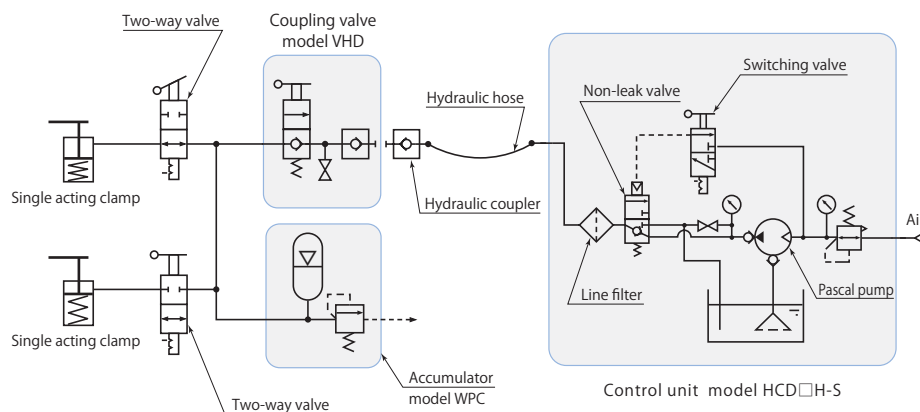 Two-way valve
Coupling valve
model VHD
Switching valve
Non-leak valve
Hydraulic hose
Single acting clamp
Hydraulic coupler
Line filter
Pascal pump
Single acting clamp
Two-way valve
Accumulator
model WPC
Control unit model HCD□H-S